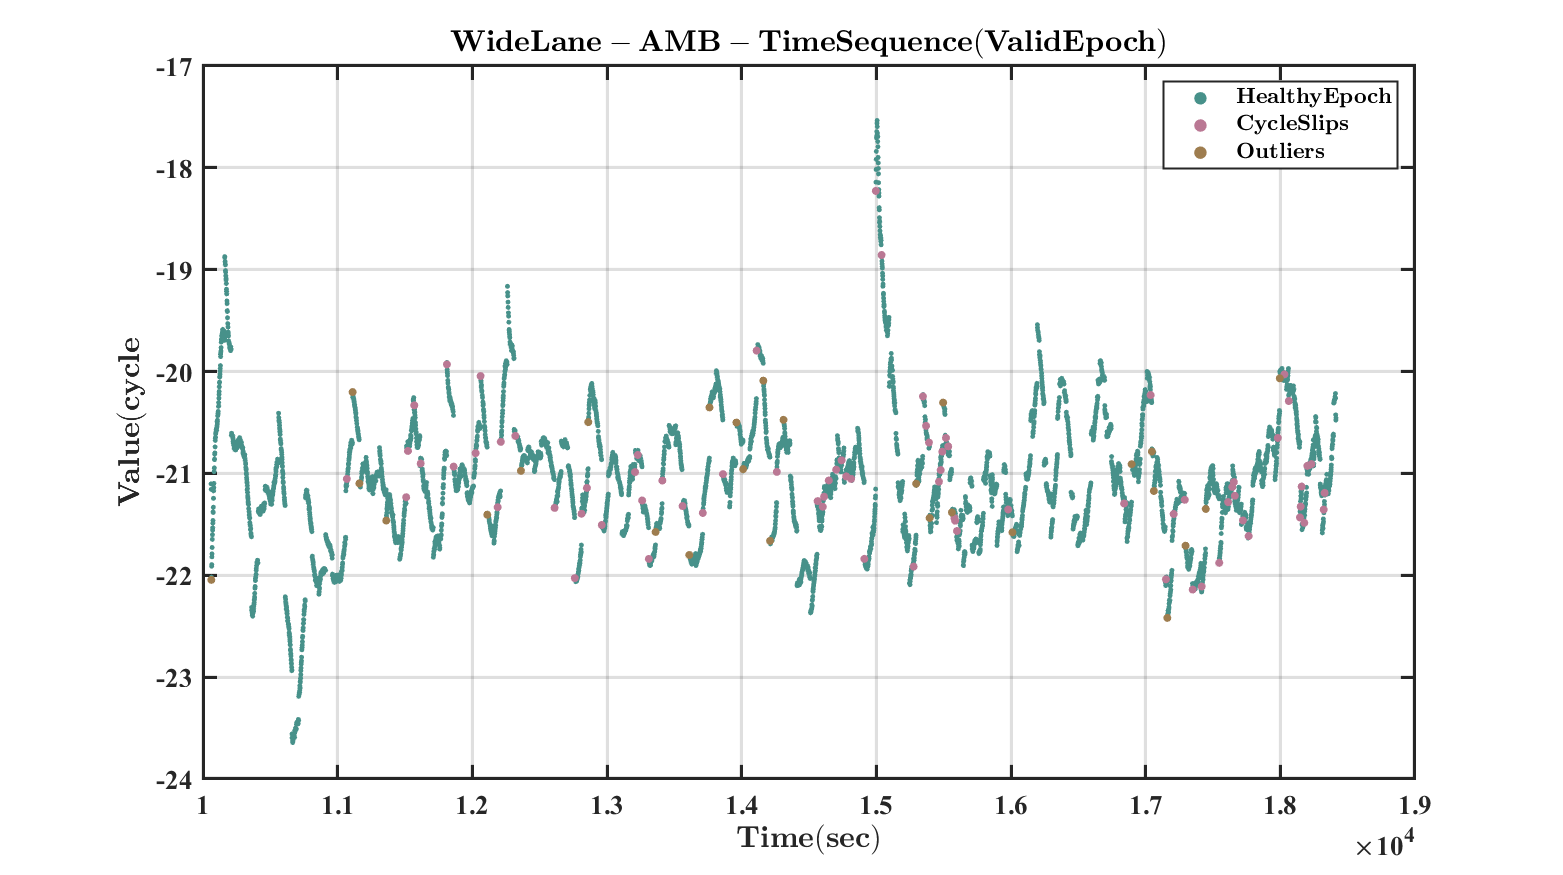 WideLane − AMB − TimeSequence(ValidEpoch)
HealthyEpoch
CycleSlips
Outliers
Value(cycle
-17
-18
-19
-20
-21
-22
-23
-24
1 1.1 1.2 1.3 1.4 1.5 1.6 1.7 1.8 1.9
Time(sec)
×10⁴